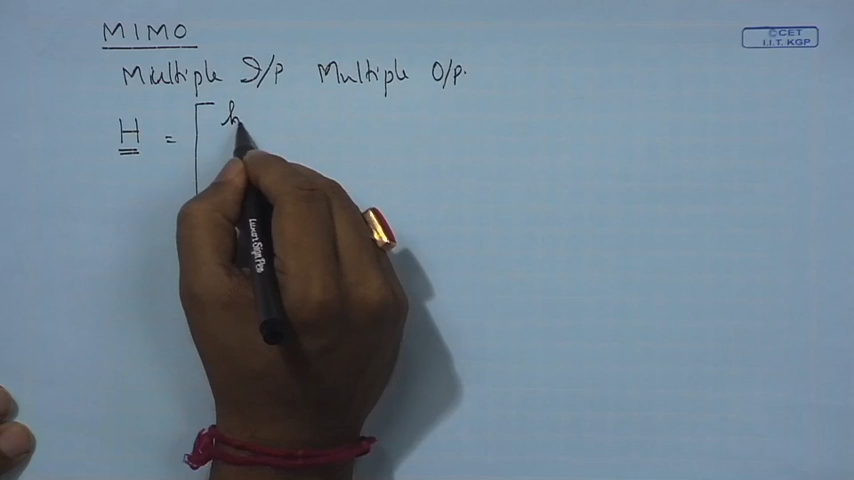 MIMO
©CET
I.I.T. KGP
Multiple I/P Multiple O/P.
H = [ h
Luxor Sign Pen